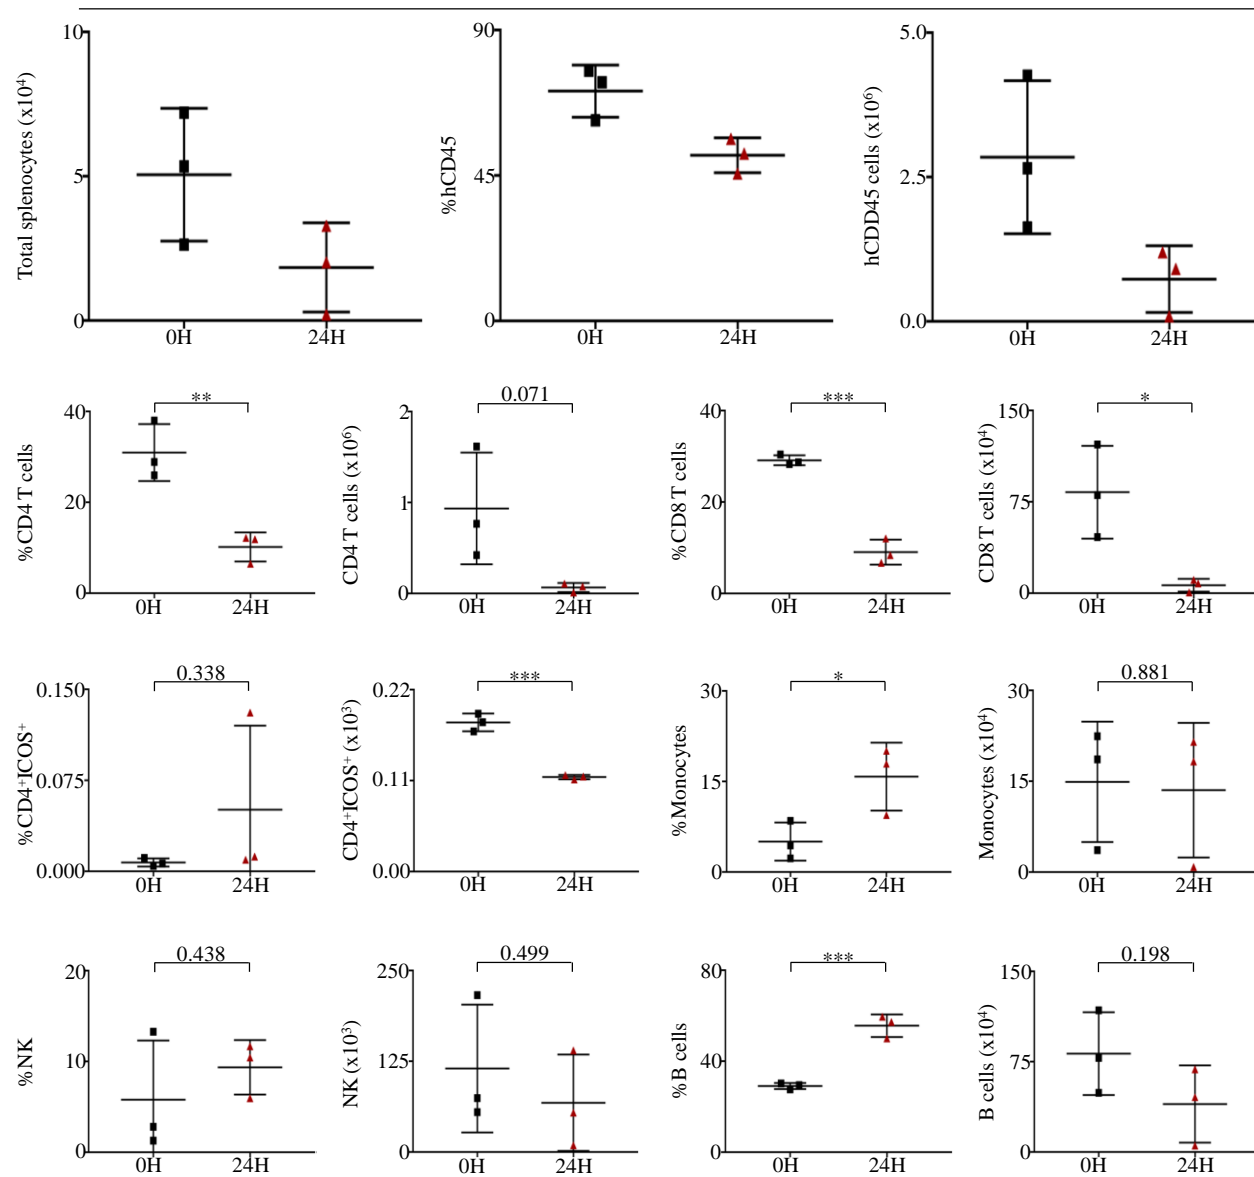 Total splenocytes (x10⁴)
10
5
0
0H
24H
%hCD45
90
45
0
0H
24H
hCDD45 cells (x10⁶)
5.0
2.5
0.0
0H
24H
%CD4 T cells
40
20
0
**
0H
24H
CD4 T cells (x10⁶)
2
1
0
0.071
0H
24H
%CD8 T cells
40
20
0
***
0H
24H
CD8 T cells (x10⁴)
150
75
0
*
0H
24H
%CD4⁺ICOS⁺
0.150
0.075
0.000
0.338
0H
24H
CD4⁺ICOS⁺ (x10³)
0.22
0.11
0.00
***
0H
24H
%Monocytes
30
15
0
*
0H
24H
Monocytes (x10⁴)
30
15
0
0.881
0H
24H
%NK
20
10
0
0.438
0H
24H
NK (x10³)
250
125
0
0.499
0H
24H
%B cells
80
40
0
***
0H
24H
B cells (x10⁴)
150
75
0
0.198
0H
24H